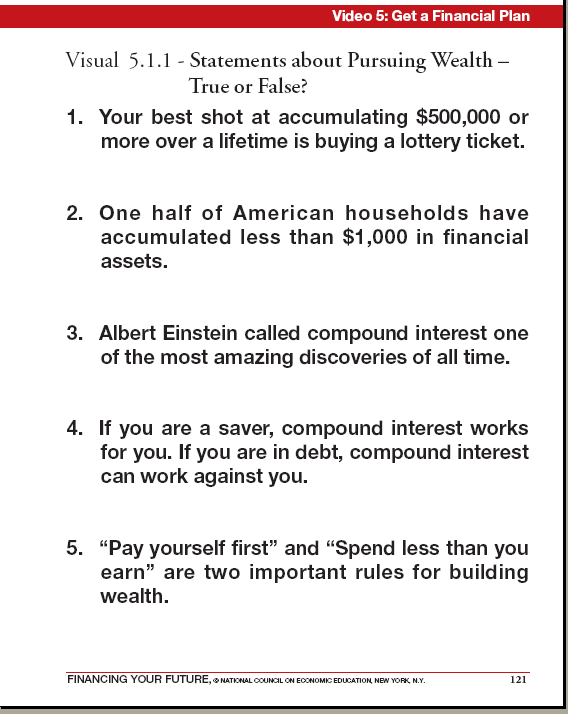 Video 5: Get a Financial Plan
Visual 5.1.1 - Statements about Pursuing Wealth –
True or False?
1. Your best shot at accumulating $500,000 or
more over a lifetime is buying a lottery ticket.
2. One half of American households have
accumulated less than $1,000 in financial
assets.
3. Albert Einstein called compound interest one
of the most amazing discoveries of all time.
4. If you are a saver, compound interest works
for you. If you are in debt, compound interest
can work against you.
5. “Pay yourself first” and “Spend less than you
earn” are two important rules for building
wealth.
FINANCING YOUR FUTURE, © NATIONAL COUNCIL ON ECONOMIC EDUCATION, NEW YORK, N.Y. 121